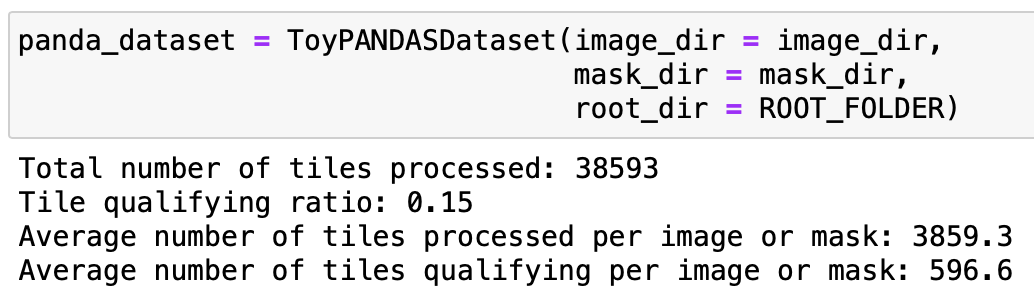 panda_dataset = ToyPANDASDataset(image_dir = image_dir,
mask_dir = mask_dir,
root_dir = ROOT_FOLDER)
Total number of tiles processed: 38593
Tile qualifying ratio: 0.15
Average number of tiles processed per image or mask: 3859.3
Average number of tiles qualifying per image or mask: 596.6